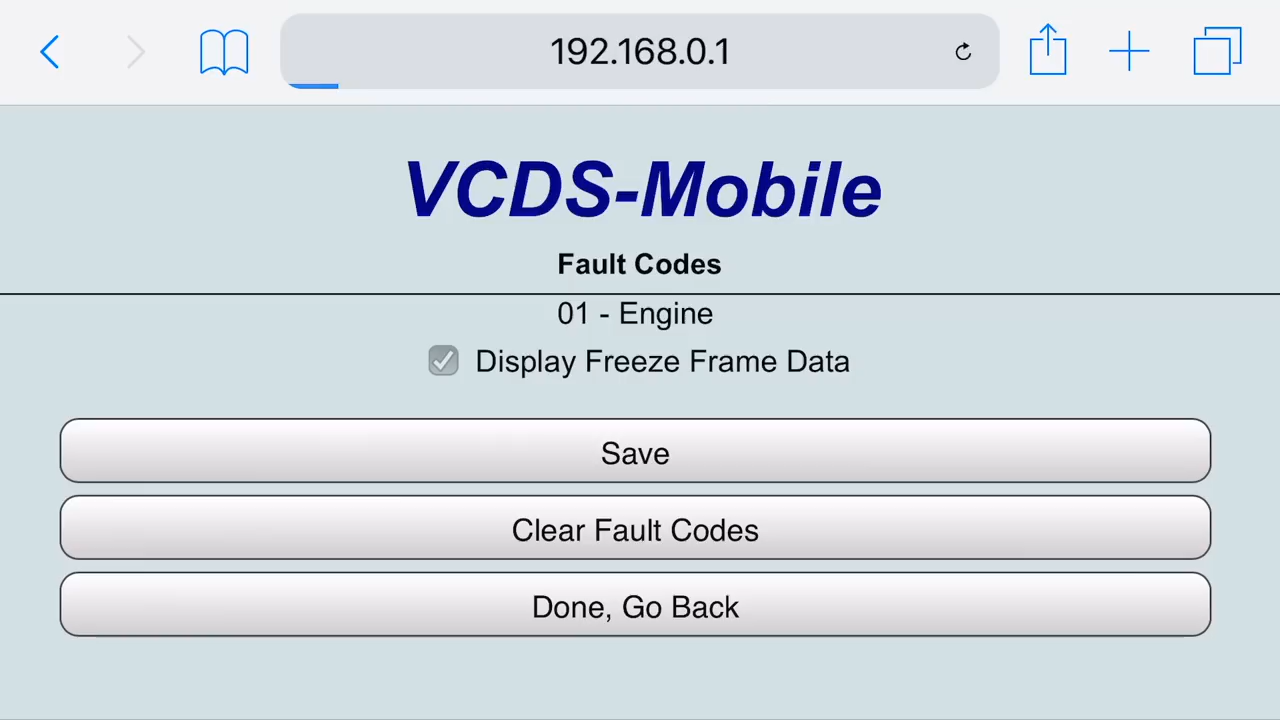 192.168.0.1
VCDS-Mobile
Fault Codes
01 - Engine
Display Freeze Frame Data
Save
Clear Fault Codes
Done, Go Back